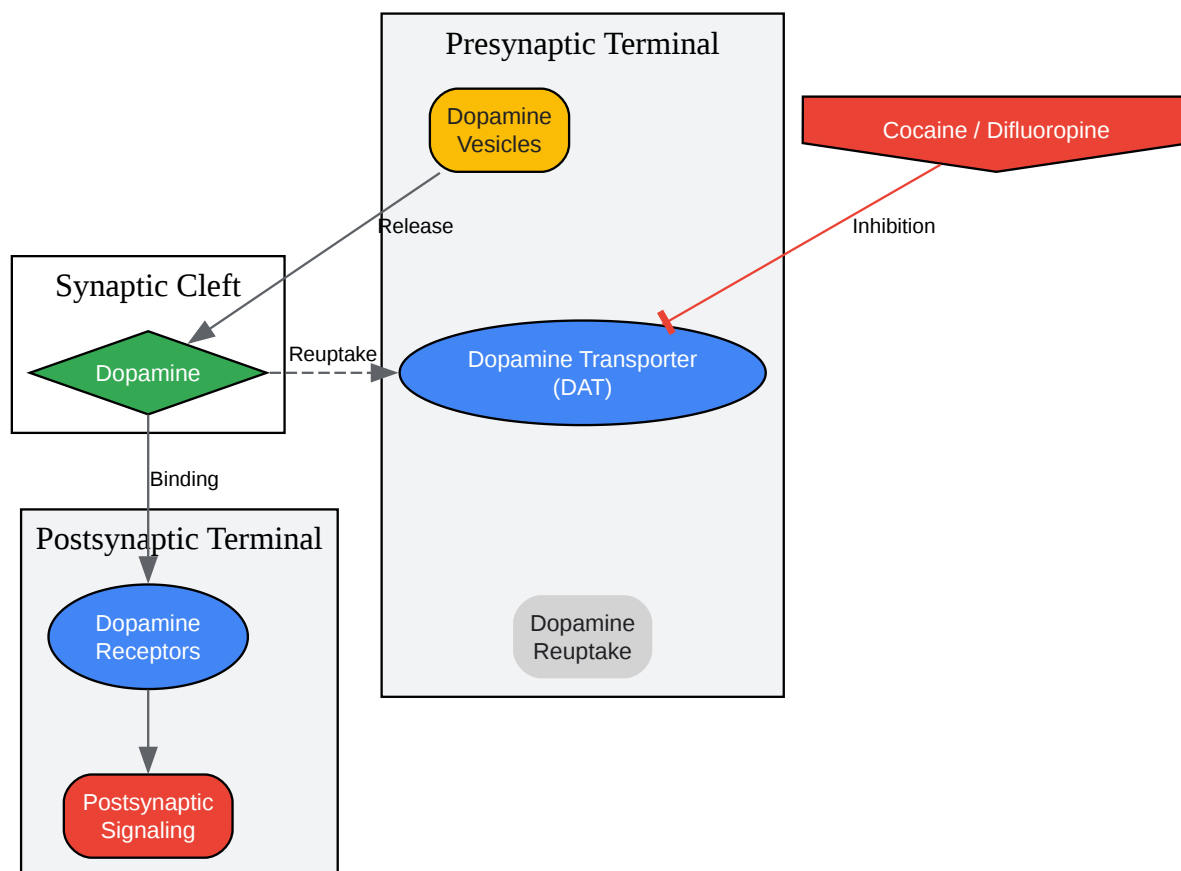 Presynaptic Terminal
Dopamine
Vesicles
Cocaine / Difluoropine
Release
Inhibition
Synaptic Cleft
Dopamine
Reuptake
Dopamine Transporter
(DAT)
Binding
Postsynaptic Terminal
Dopamine
Receptors
Dopamine
Reuptake
Postsynaptic
Signaling